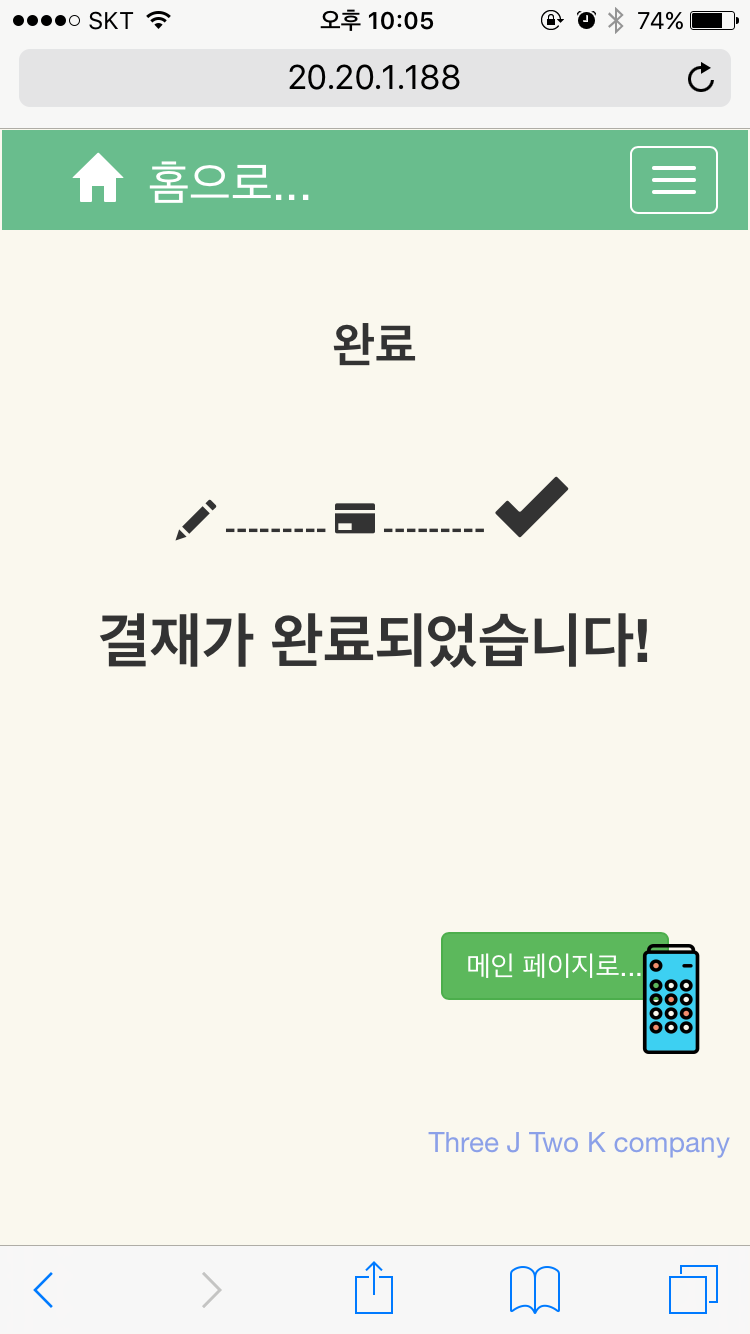 SKT 오후 10:05 74%
20.20.1.188
홈으로...
완료
--------- ---------
결재가 완료되었습니다!
메인 페이지로...
Three J Two K company